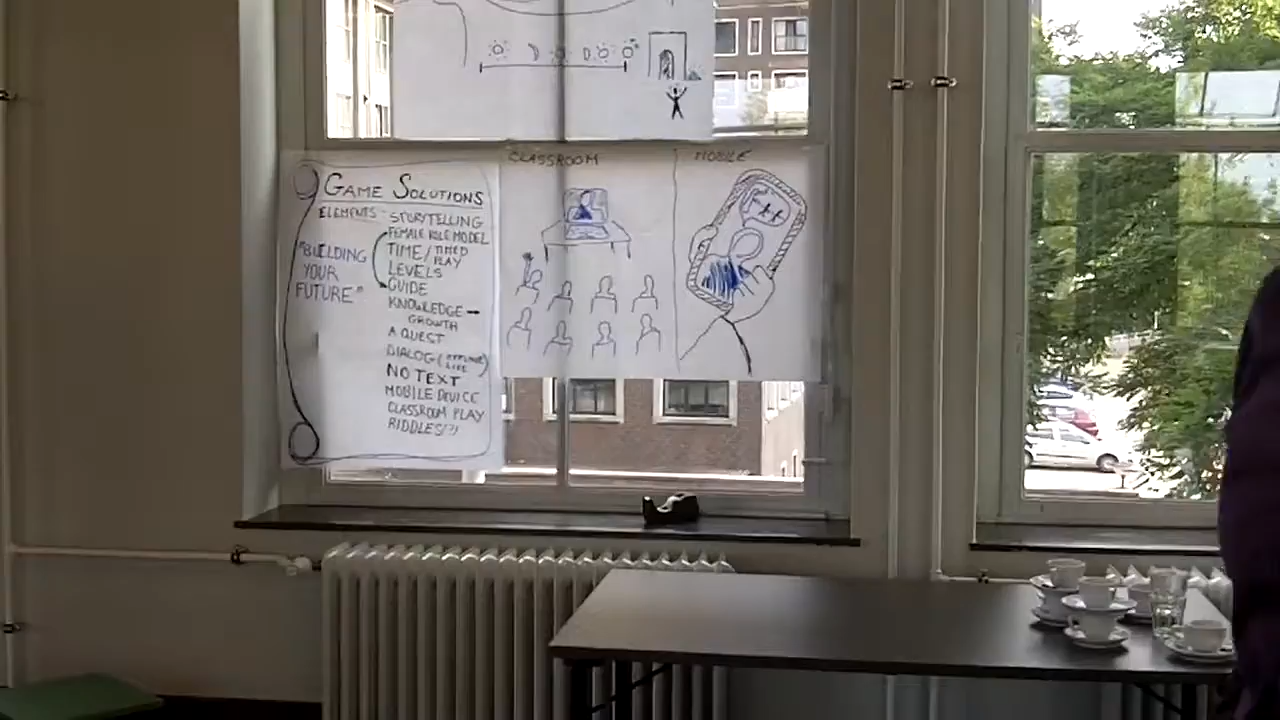 GAME SOLUTIONS
ELEMENTS - STORYTELLING
FEMALE ROLE MODEL
TIME/TIMED PLAY
LEVELS
GUIDE
KNOWLEDGE
GROWTH
A QUEST
DIALOG (OFFLINE
NO TEXT
MOBILE DEVICE
CLASSROOM PLAY
RIDDLES!?!
"BUILDING
YOUR
FUTURE"
CLASSROOM
MOBILE